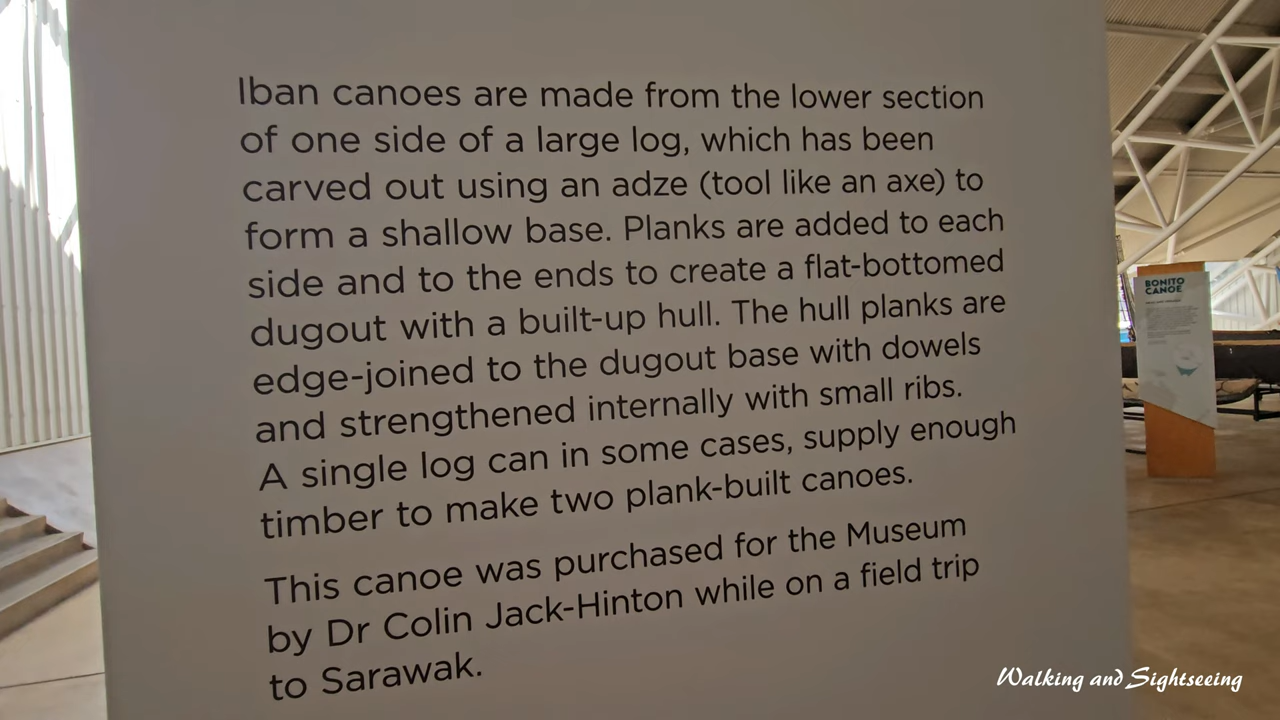 Iban canoes are made from the lower section
of one side of a large log, which has been
carved out using an adze (tool like an axe) to
form a shallow base. Planks are added to each
side and to the ends to create a flat-bottomed
dugout with a built-up hull. The hull planks are
edge-joined to the dugout base with dowels
and strengthened internally with small ribs.
A single log can in some cases, supply enough
timber to make two plank-built canoes.
This canoe was purchased for the Museum
by Dr Colin Jack-Hinton while on a field trip
to Sarawak.
BONITO
CANOE
Walking and Sightseeing